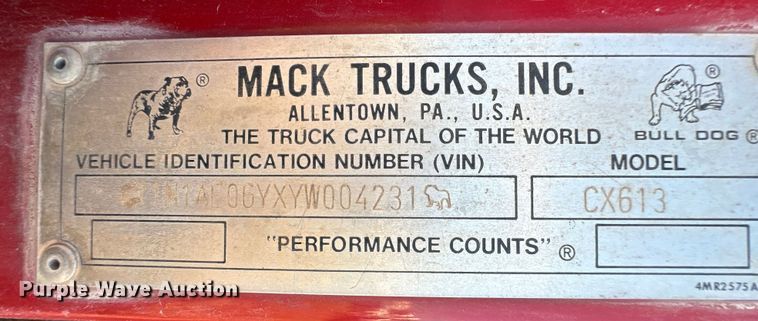 MACK TRUCKS, INC.
ALLENTOWN, PA., U.S.A.
THE TRUCK CAPITAL OF THE WORLD
® ® BULL DOG ®
VEHICLE IDENTIFICATION NUMBER (VIN) MODEL
CX613
"PERFORMANCE COUNTS" ®
4MR2575A
Purple Wave Auction